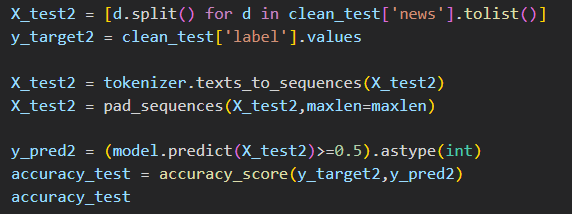 X_test2 = [d.split() for d in clean_test['news'].tolist()]
y_target2 = clean_test['label'].values
X_test2 = tokenizer.texts_to_sequences(X_test2)
X_test2 = pad_sequences(X_test2,maxlen=maxlen)
y_pred2 = (model.predict(X_test2)>=0.5).astype(int)
accuracy_test = accuracy_score(y_target2,y_pred2)
accuracy_test